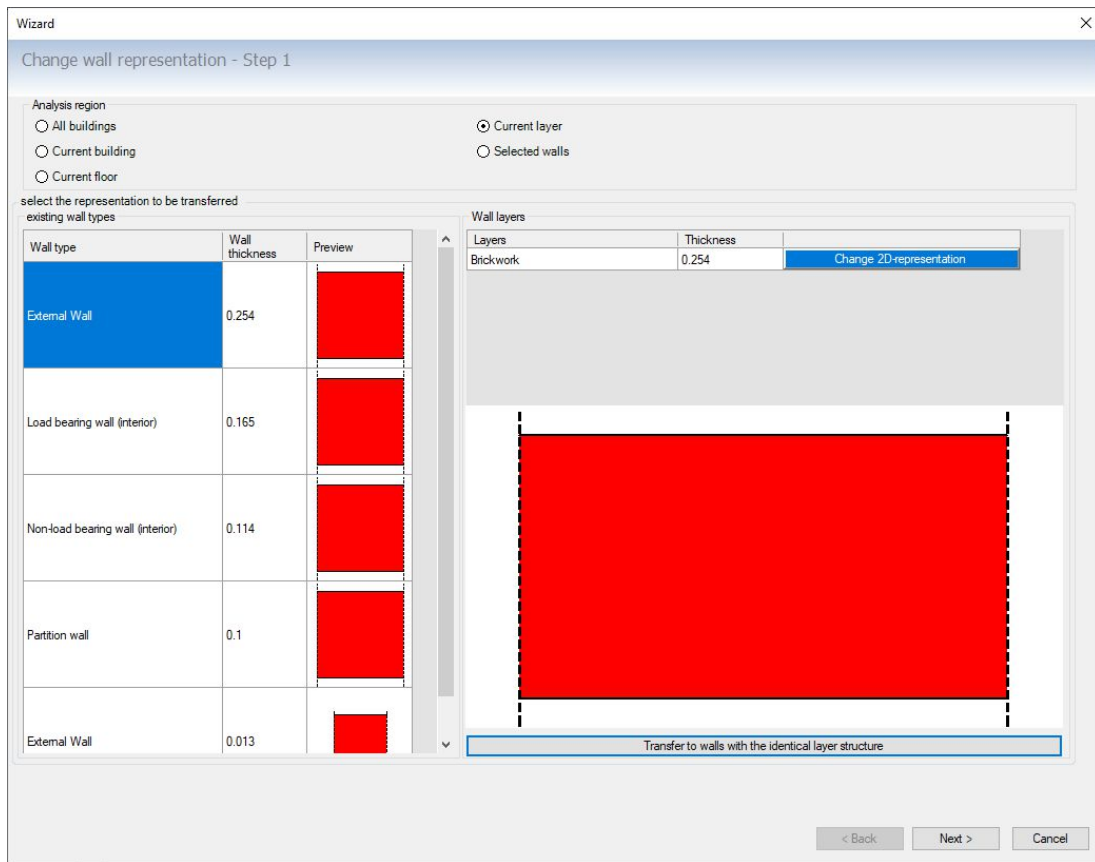 Wizard
Change wall representation - Step 1
Analysis region
All buildings
Current building
Current floor
Current layer
Selected walls
select the representation to be transferred
existing wall types
Wall type
Wall
thickness
Preview
External Wall
0.254
Load bearing wall (interior)
0.165
Non-load bearing wall (interior)
0.114
Partition wall
0.1
External Wall
0.013
Wall layers
Layers
Thickness
Brickwork
0.254
Change 2D-representation
Transfer to walls with the identical layer structure
< Back
Next >
Cancel